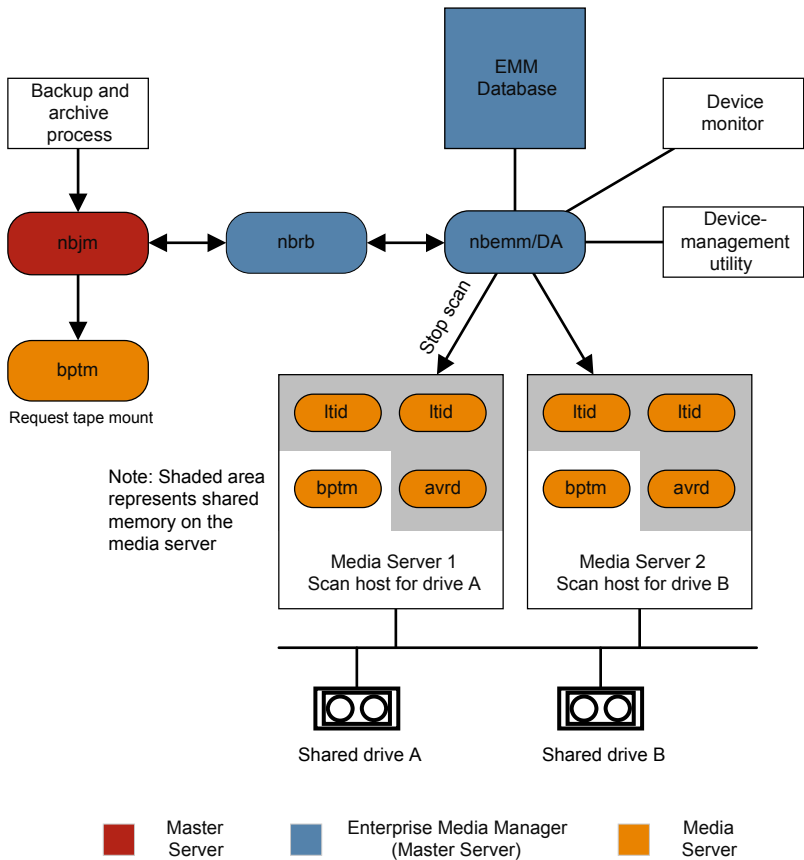 EMM
Database
Backup and
archive
process
Device
monitor
nbjm
nbrb
nbemm/DA
Device-
management
utility
Stop scan
bptm
Request tape mount
ltid
ltid
bptm
avrd
Media Server 1
Scan host for drive A
ltid
ltid
bptm
avrd
Media Server 2
Scan host for drive B
Note: Shaded area
represents shared
memory on the
media server
Shared drive A
Shared drive B
Master
Server
Enterprise Media Manager
(Master Server)
Media
Server